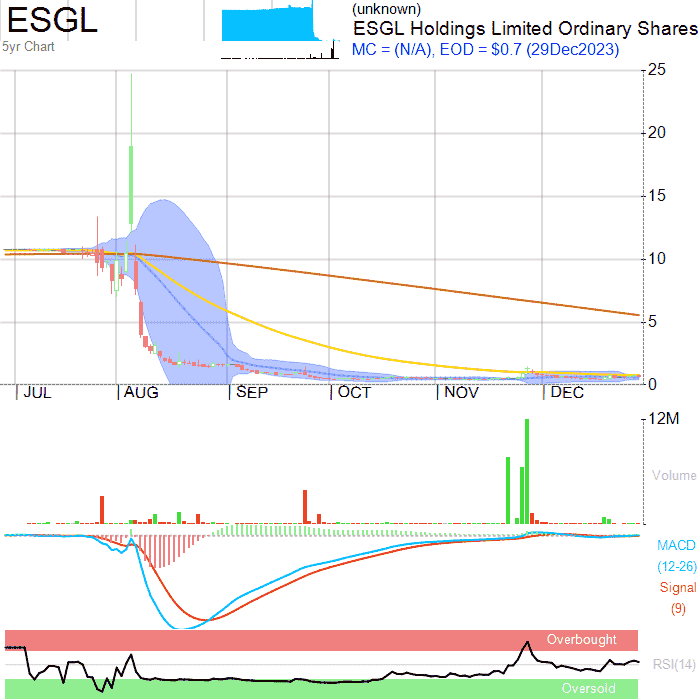 ESGL
5yr Chart
(unknown)
ESGL Holdings Limited Ordinary Shares
MC = (N/A), EOD = $0.7 (29Dec2023)
25
20
15
10
5
0
JUL AUG SEP OCT NOV DEC
12M
Volume
MACD
(12-26)
Signal
(9)
Overbought
RSI(14)
Oversold